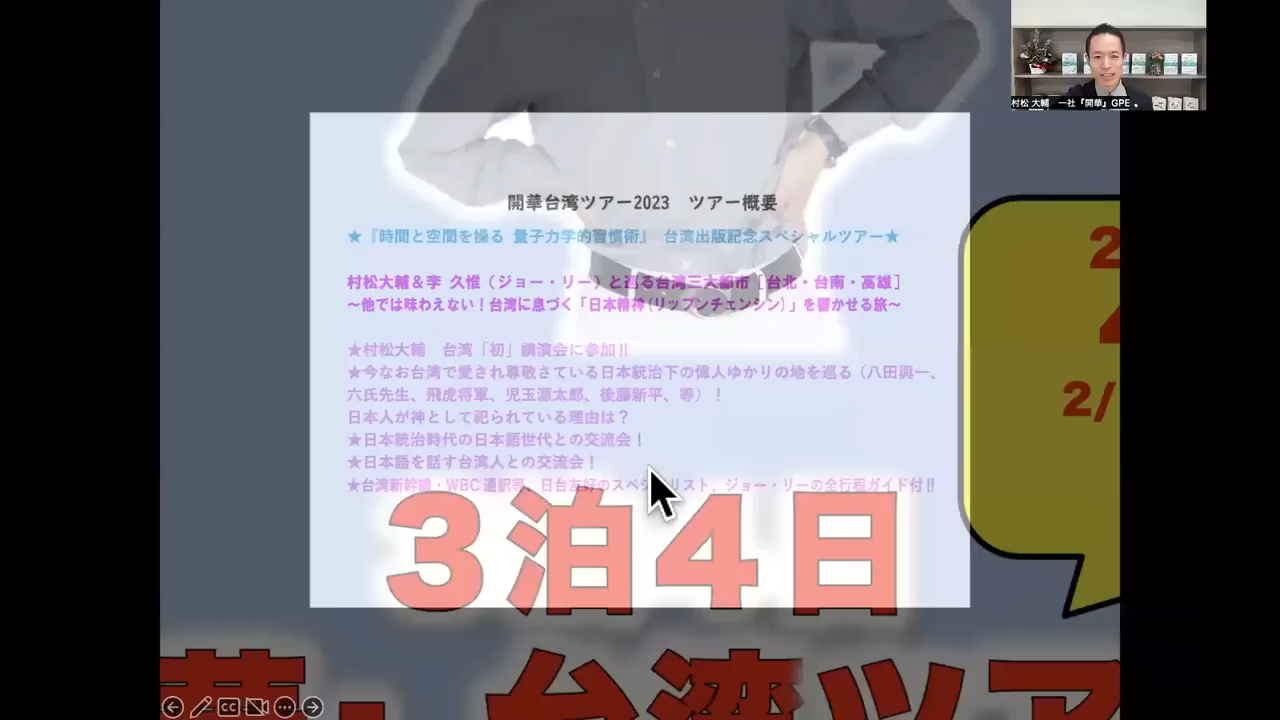 村松 大輔 一社『開華』GPE
開華台湾ツアー2023 ツアー概要
★『時間と空間を操る 量子力学的習慣術』 台湾出版記念スペシャルツアー★
村松大輔＆李 久惟（ジョー・リー）と巡る台湾三大都市［台北・台南・高雄］
～他では味わえない！台湾に息づく「日本精神（リップンチェンシン）」を響かせる旅～
★村松大輔 台湾「初」講演会に参加!!
★今なお台湾で愛され尊敬さている日本統治下の偉人ゆかりの地を巡る（八田與一、
六氏先生、飛虎将軍、児玉源太郎、後藤新平、等）！
日本人が神として祀られている理由は？
★日本統治時代の日本語世代との交流会！
★日本語を話す台湾人との交流会！
★台湾新幹線・WBC通訳等、日台友好のスペシャリスト、ジョー・リーの全行程ガイド付!!
3泊4日
2
2/
華 台湾ツア